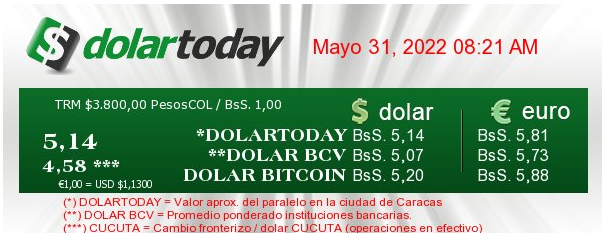 dolartoday
Mayo 31, 2022 08:21 AM
TRM $3.800,00 PesosCOL / BsS. 1,00
$ dolar € euro
5,14
4,58 ***
€1,00 = USD $1,1300
*DOLARTODAY BsS. 5,14 BsS. 5,81
**DOLAR BCV BsS. 5,07 BsS. 5,73
DOLAR BITCOIN BsS. 5,20 BsS. 5,88
(*) DOLARTODAY = Valor aprox. del paralelo en la ciudad de Caracas
(**) DOLAR BCV = Promedio ponderado instituciones bancarias.
(***) CUCUTA = Cambio fronterizo / dolar CUCUTA (operaciones en efectivo)